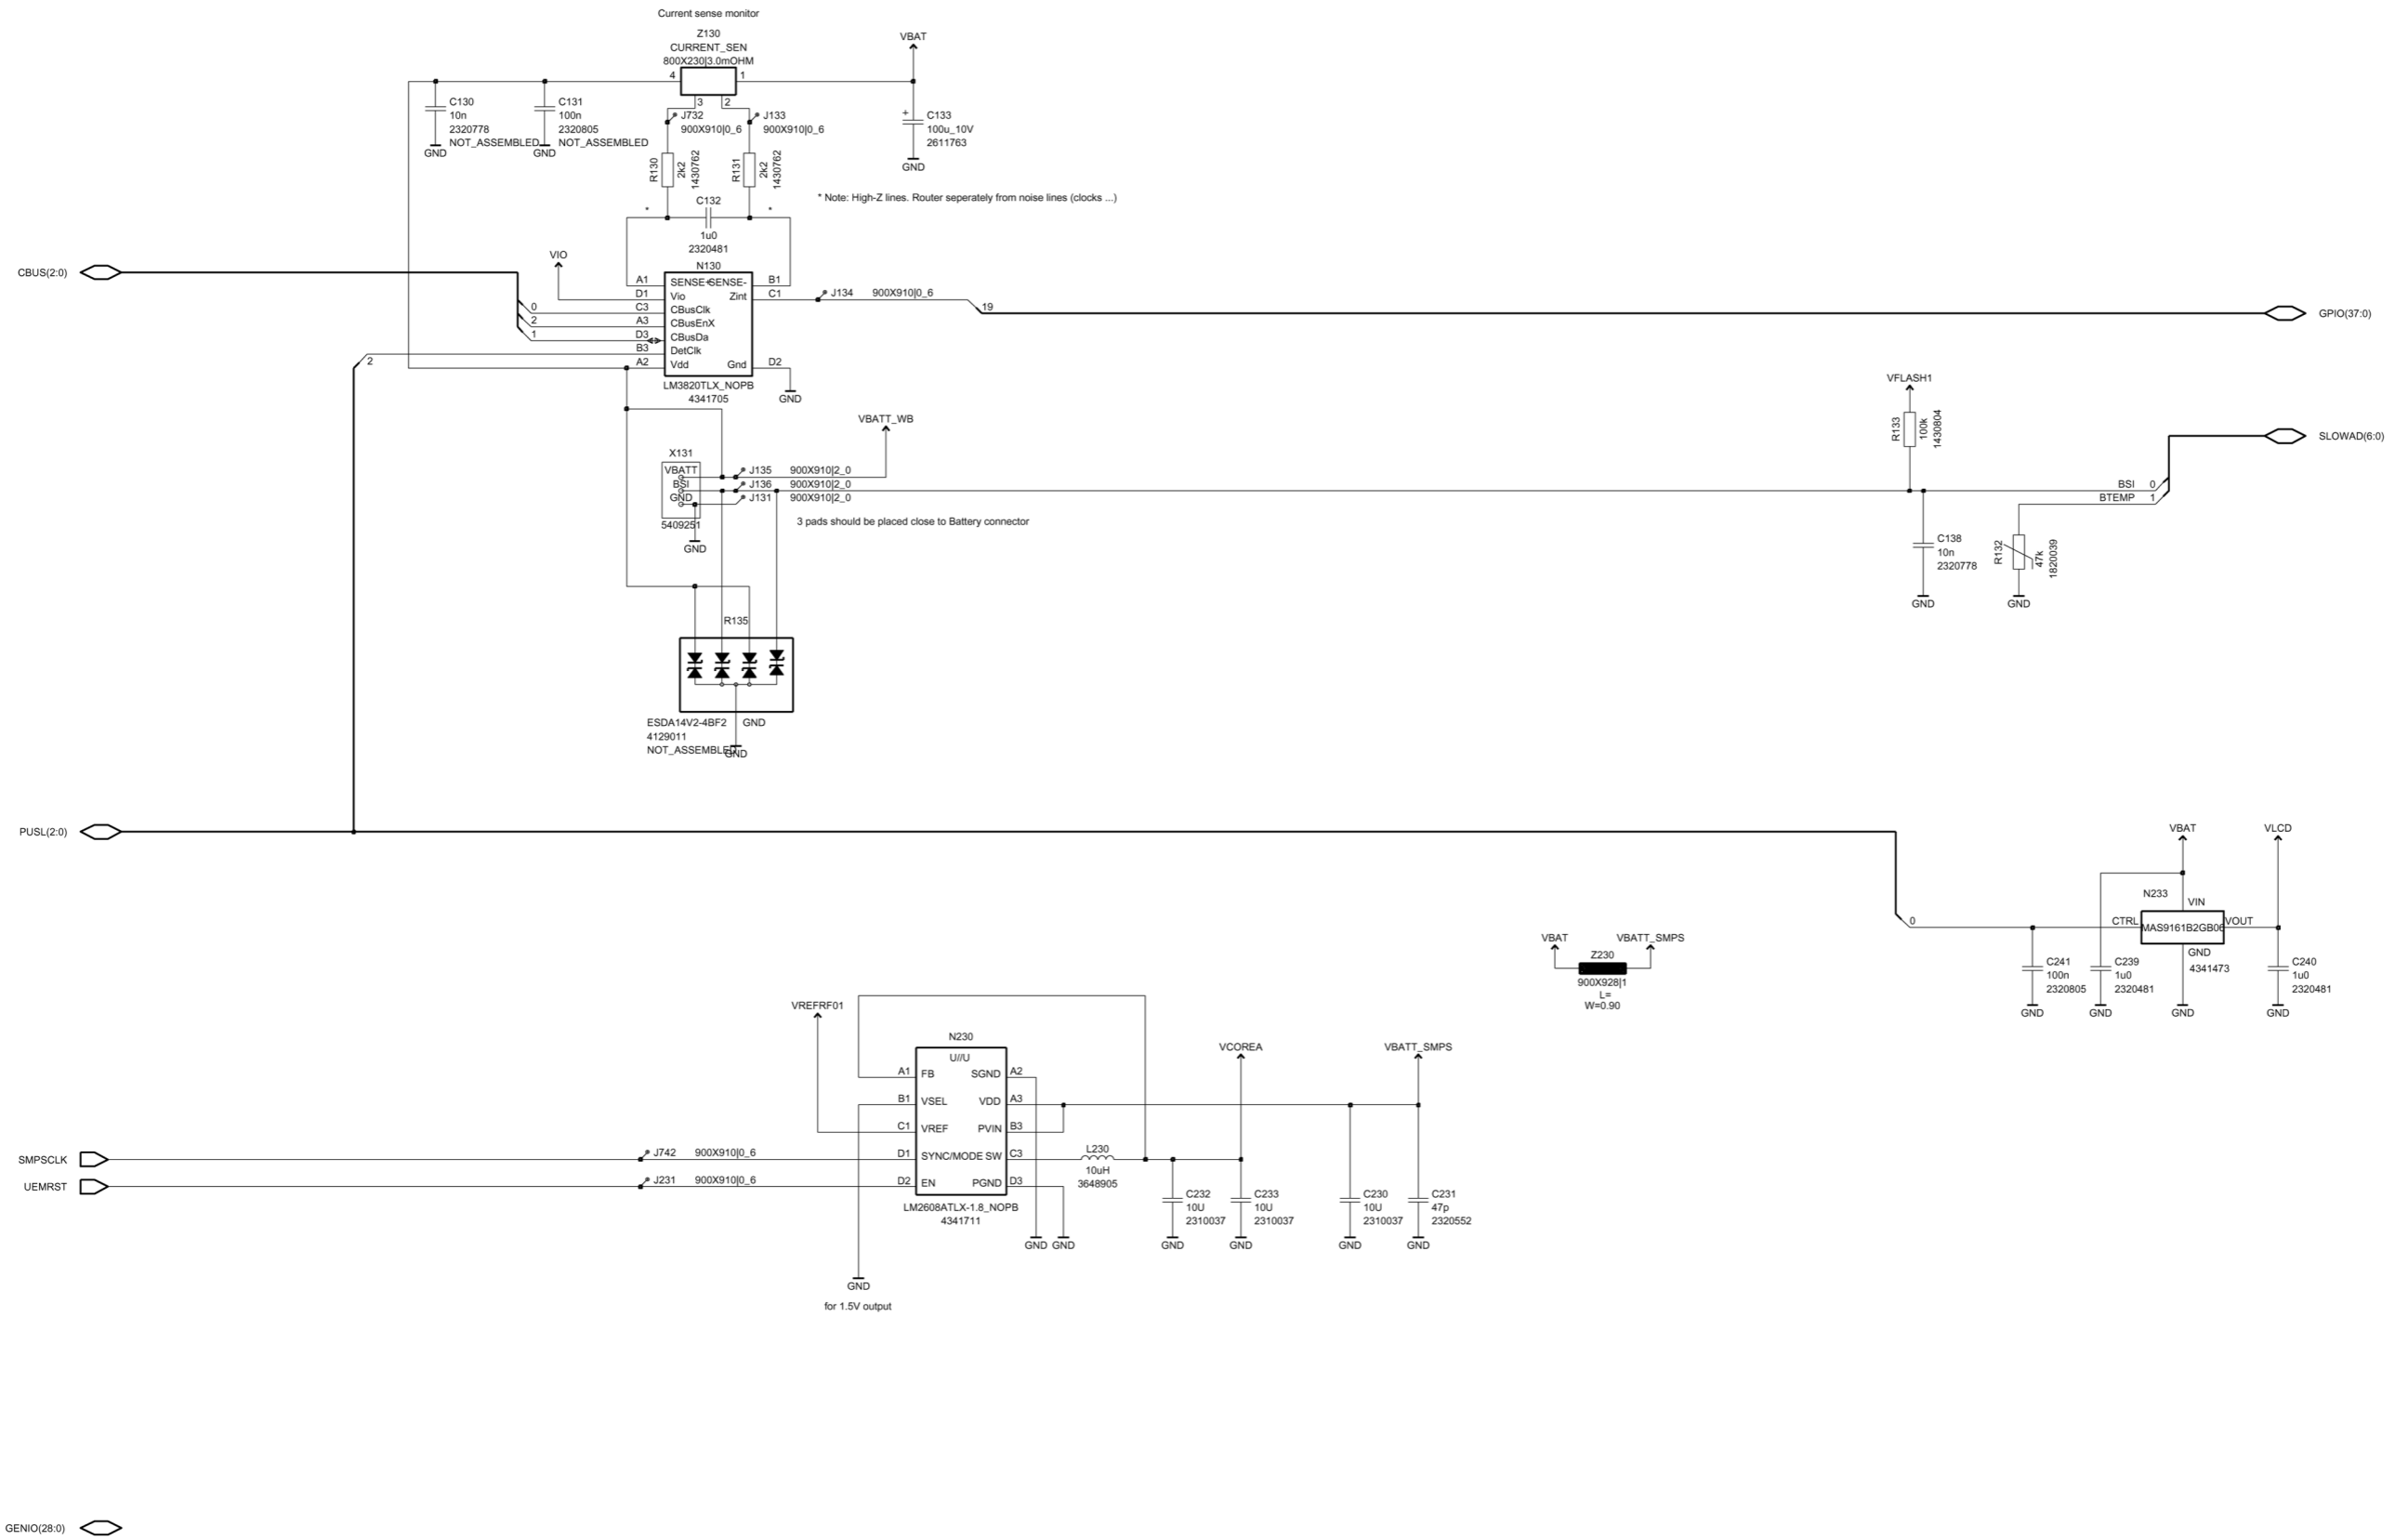 Current sense monitor
Z130
CURRENT_SEN
800X230|3.0mOHM
VBAT
4
1
3
2
C130
10n
2320778
NOT_ASSEMBLED
GND
C131
100n
2320805
NOT_ASSEMBLED
GND
J732
900X910|0_6
J133
900X910|0_6
C133
100u_10V
2611763
+
GND
R130
2k2
1430762
R131
2k2
1430762
* Note: High-Z lines. Router seperately from noise lines (clocks ...)
*
C132
*
1u0
2320481
CBUS(2:0)
VIO
N130
A1
SENSE+
SENSE-
B1
D1
Vio
Zint
C1
J134
900X910|0_6
19
GPIO(37:0)
0
C3
CBusClk
2
A3
CBusEnX
1
D3
CBusDa
B3
DetClk
2
A2
Vdd
Gnd
D2
LM3820TLX_NOPB
4341705
GND
VFLASH1
R133
100k
1430804
SLOWAD(6:0)
VBATT_WB
X131
VBATT
J135
900X910|2_0
BSI
J136
900X910|2_0
GND
J131
900X910|2_0
5409251
GND
3 pads should be placed close to Battery connector
BSI
0
BTEMP
1
C138
10n
2320778
GND
R132
47k
1820039
GND
R135
ESDA14V2-4BF2
GND
4129011
NOT_ASSEMBLED
GND
PUSL(2:0)
VBAT
VLCD
N233
VIN
0
CTRL
MAS9161B2GB06
VOUT
GND
4341473
C241
100n
2320805
GND
C239
1u0
2320481
GND
GND
C240
1u0
2320481
GND
VBAT
VBATT_SMPS
Z230
900X928|1
L=
W=0.90
VREFRF01
N230
U//U
VCOREA
VBATT_SMPS
A1
FB
SGND
A2
B1
VSEL
VDD
A3
C1
VREF
PVIN
B3
SMPSCLK
J742
900X910|0_6
D1
SYNC/MODE
SW
C3
L230
10uH
3648905
UEMRST
J231
900X910|0_6
D2
EN
PGND
D3
LM2608ATLX-1.8_NOPB
4341711
C232
10U
2310037
GND
C233
10U
2310037
GND
C230
10U
2310037
GND
C231
47p
2320552
GND
GND
GND
GND
for 1.5V output
GENIO(28:0)